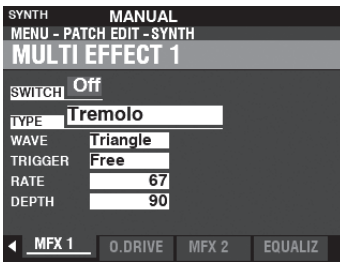 SYNTH MANUAL
MENU - PATCH EDIT - SYNTH
MULTI EFFECT 1
SWITCH Off
TYPE Tremolo
WAVE Triangle
TRIGGER Free
RATE 67
DEPTH 90
MFX 1 O.DRIVE MFX 2 EQUALIZ